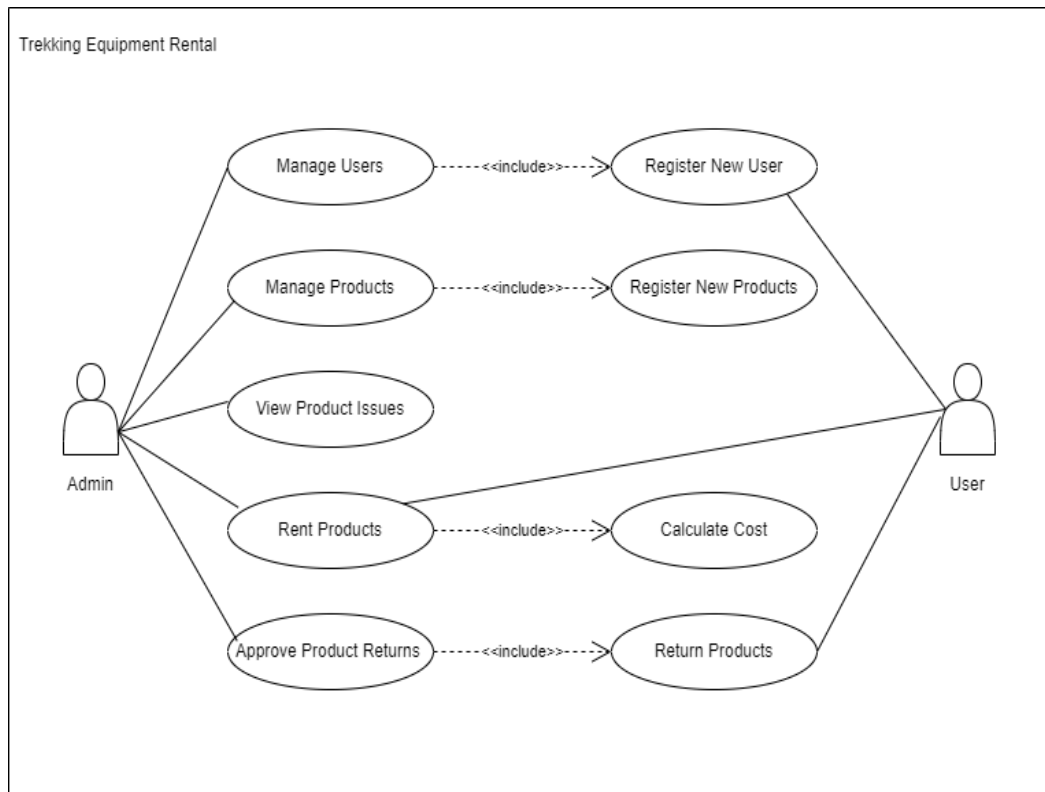 Trekking Equipment Rental
Manage Users
<<include>>
Register New User
Manage Products
<<include>>
Register New Products
View Product Issues
Admin
User
Rent Products
<<include>>
Calculate Cost
Approve Product Returns
<<include>>
Return Products